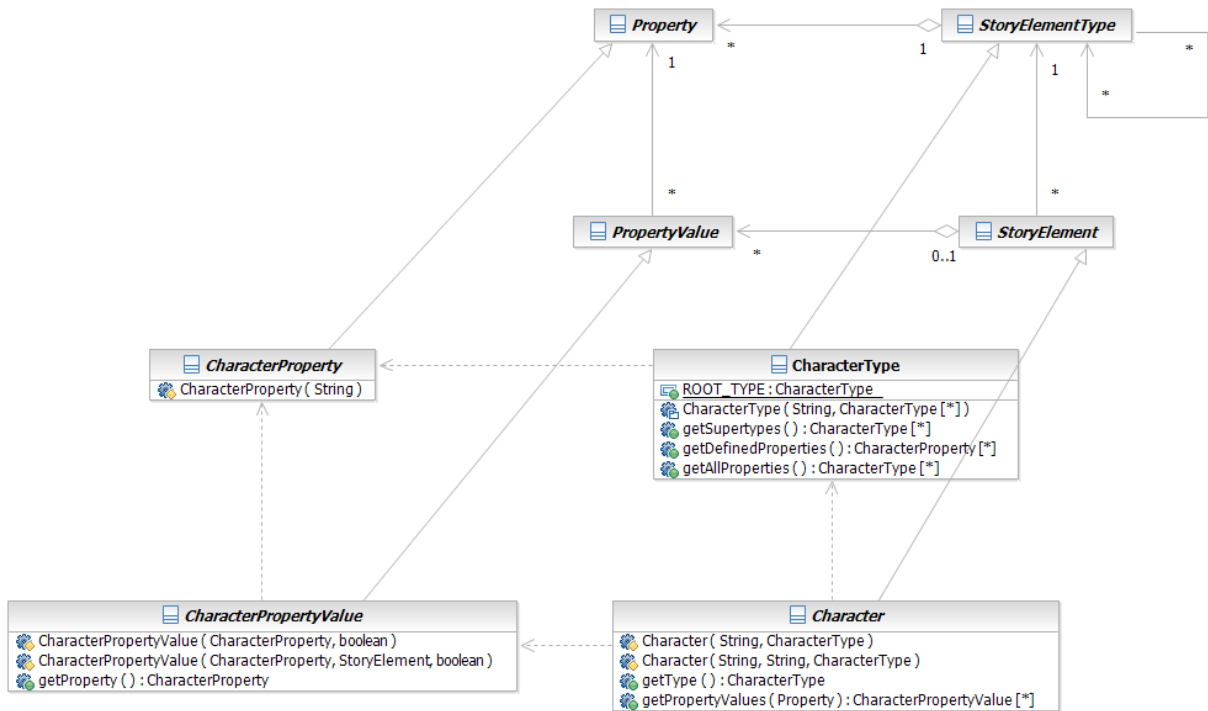 Property
StoryElementType
*
1
*
1
1
*
*
*
PropertyValue
StoryElement
*
0..1
CharacterProperty
CharacterProperty ( String )
CharacterType
ROOT_TYPE : CharacterType
CharacterType ( String, CharacterType [*] )
getSupertypes ( ) : CharacterType [*]
getDefinedProperties ( ) : CharacterProperty [*]
getAllProperties ( ) : CharacterType [*]
CharacterPropertyValue
CharacterPropertyValue ( CharacterProperty, boolean )
CharacterPropertyValue ( CharacterProperty, StoryElement, boolean )
getProperty ( ) : CharacterProperty
Character
Character ( String, CharacterType )
Character ( String, String, CharacterType )
getType ( ) : CharacterType
getPropertyValues ( Property ) : CharacterPropertyValue [*]